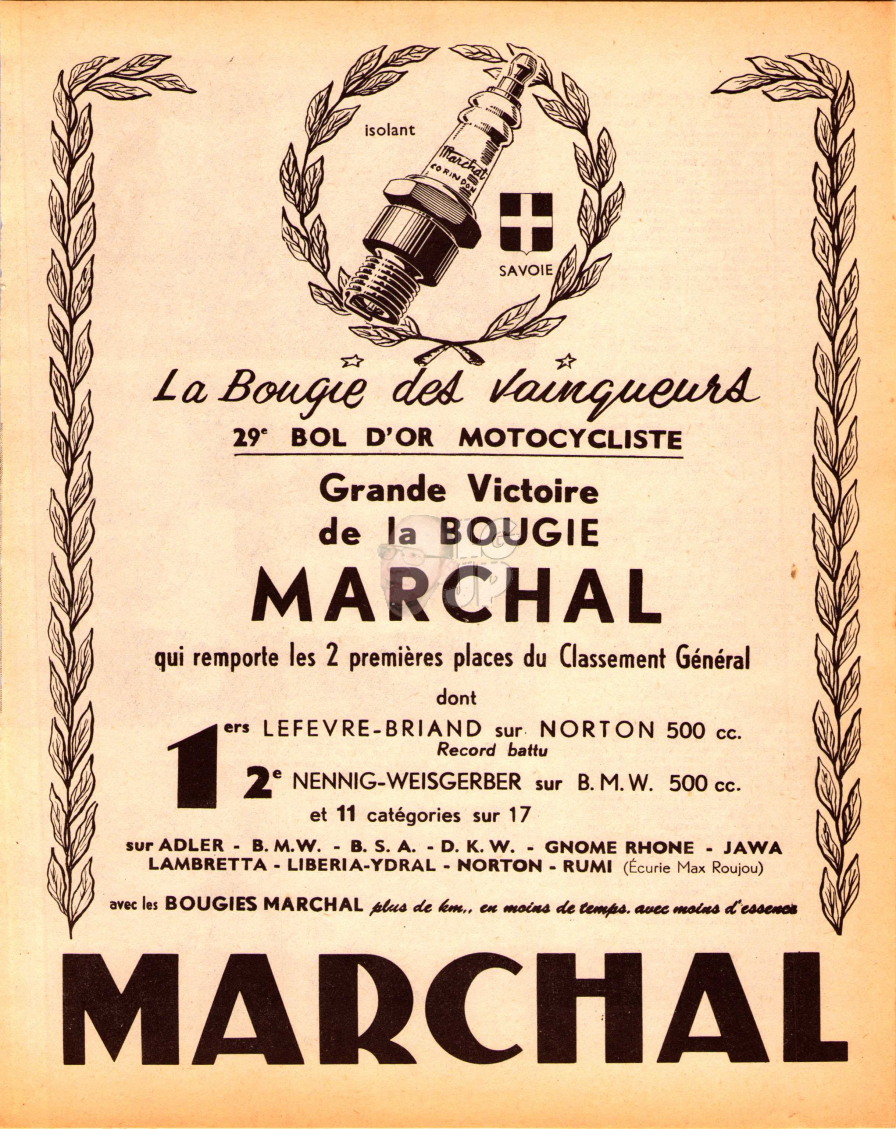 isolant
Marchal
CORINDON
SAVOIE
La Bougie des Vainqueurs
29e BOL D'OR MOTOCYCLISTE
Grande Victoire
de la BOUGIE
MARCHAL
qui remporte les 2 premières places du Classement Général
dont
1ers LEFEVRE-BRIAND sur NORTON 500 cc.
Record battu
2e NENNIG-WEISGERBER sur B.M.W. 500 cc.
et 11 catégories sur 17
sur ADLER - B.M.W. - B.S.A. - D.K.W. - GNOME RHONE - JAWA
LAMBRETTA - LIBERIA-YDRAL - NORTON - RUMI (Écurie Max Roujou)
avec les BOUGIES MARCHAL plus de km., en moins de temps. avec moins d'essence
MARCHAL